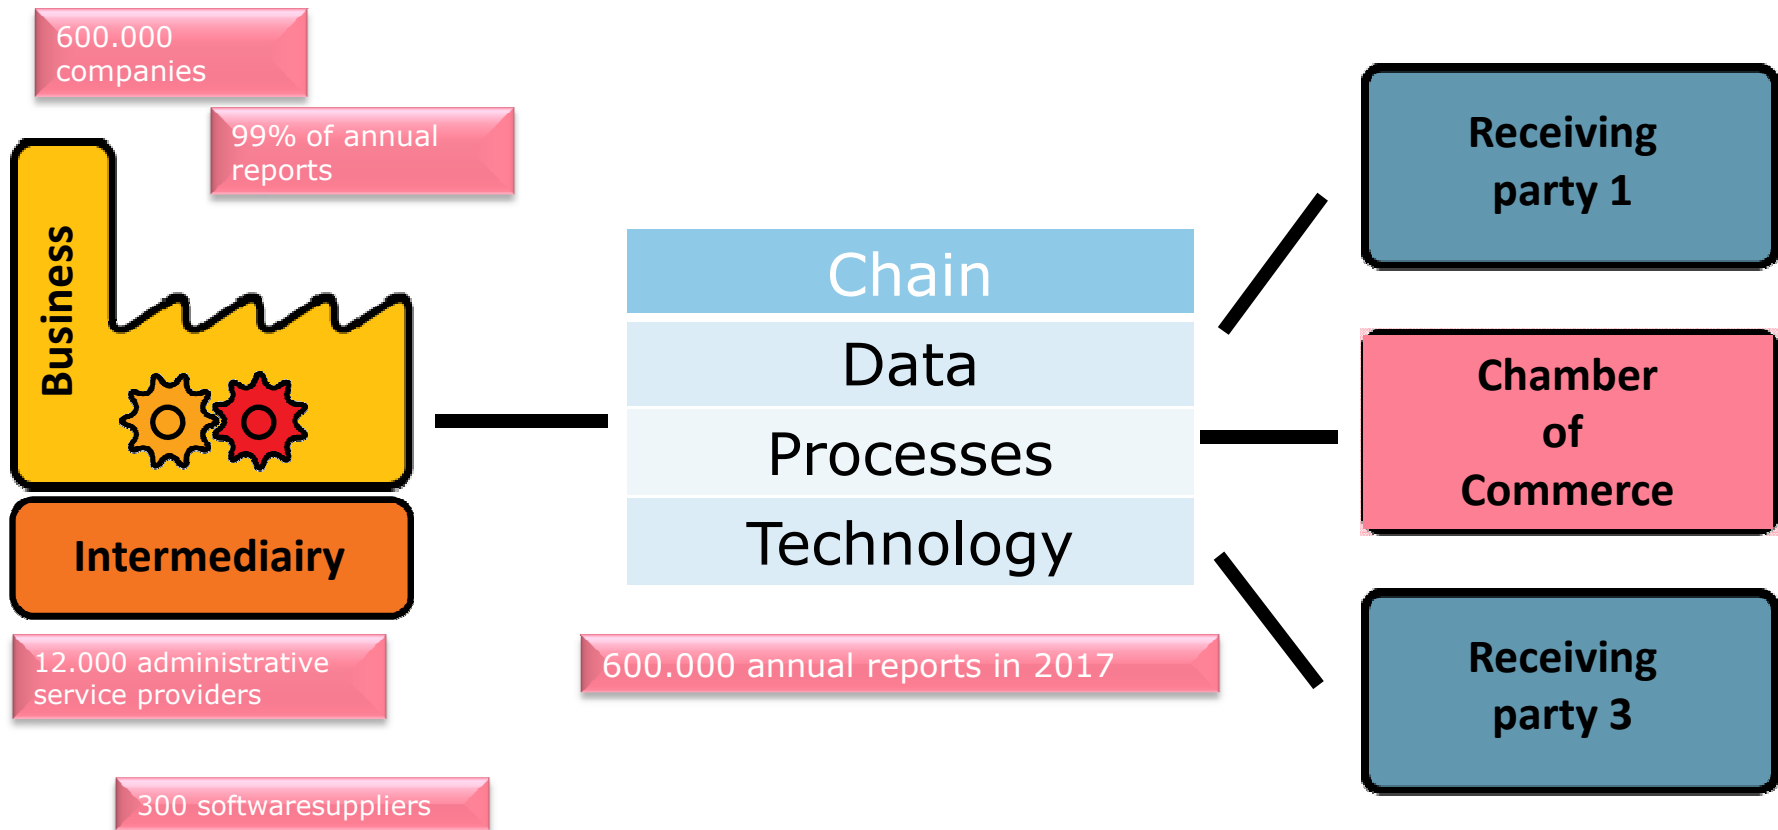 600.000
companies
99% of annual
reports
Business
Intermediairy
12.000 administrative
service providers
300 softwaresuppliers
Chain
Data
Processes
Technology
600.000 annual reports in 2017
Receiving
party 1
Chamber
of
Commerce
Receiving
party 3